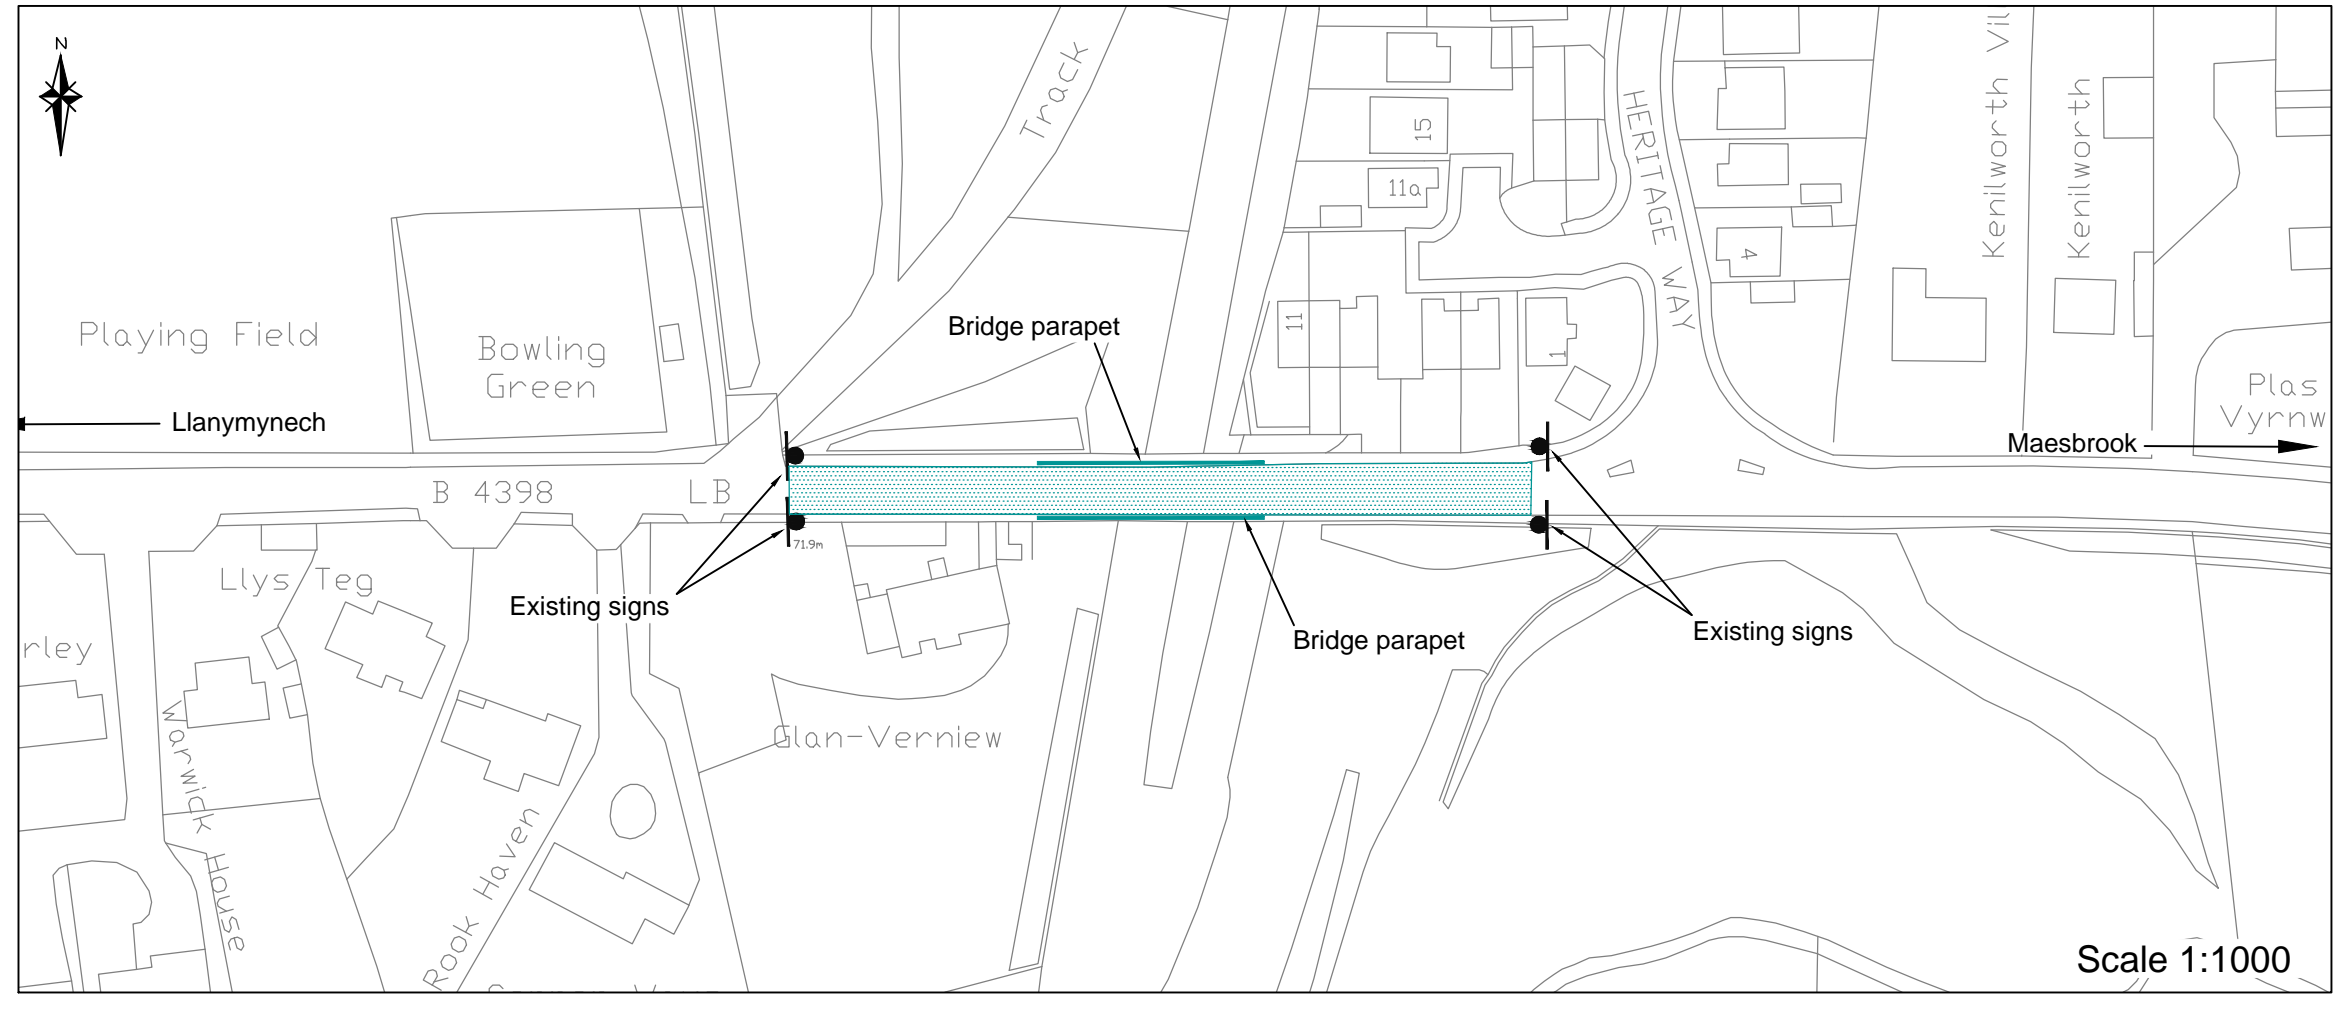 N
Track
HERITAGE WAY
Kenilworth Vil
Kenilworth
15
11a
4
11
1
Playing Field
Bowling
Green
Bridge parapet
Llanymynech
Plas
Vyrnw
Maesbrook
B 4398
LB
71.9m
Llys Teg
Existing signs
Bridge parapet
Existing signs
rley
Warwick House
Glan-Verniew
Rook Haven
Scale 1:1000